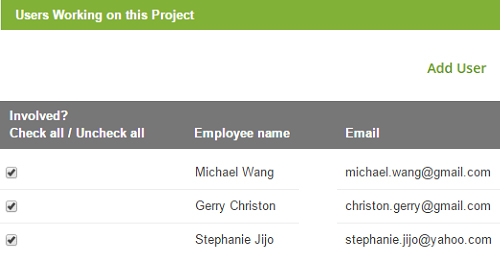 Users Working on this Project
Add User
Involved?
Check all / Uncheck all Employee name Email
Michael Wang michael.wang@gmail.com
Gerry Christon christon.gerry@gmail.com
Stephanie Jijo stephanie.jijo@yahoo.com